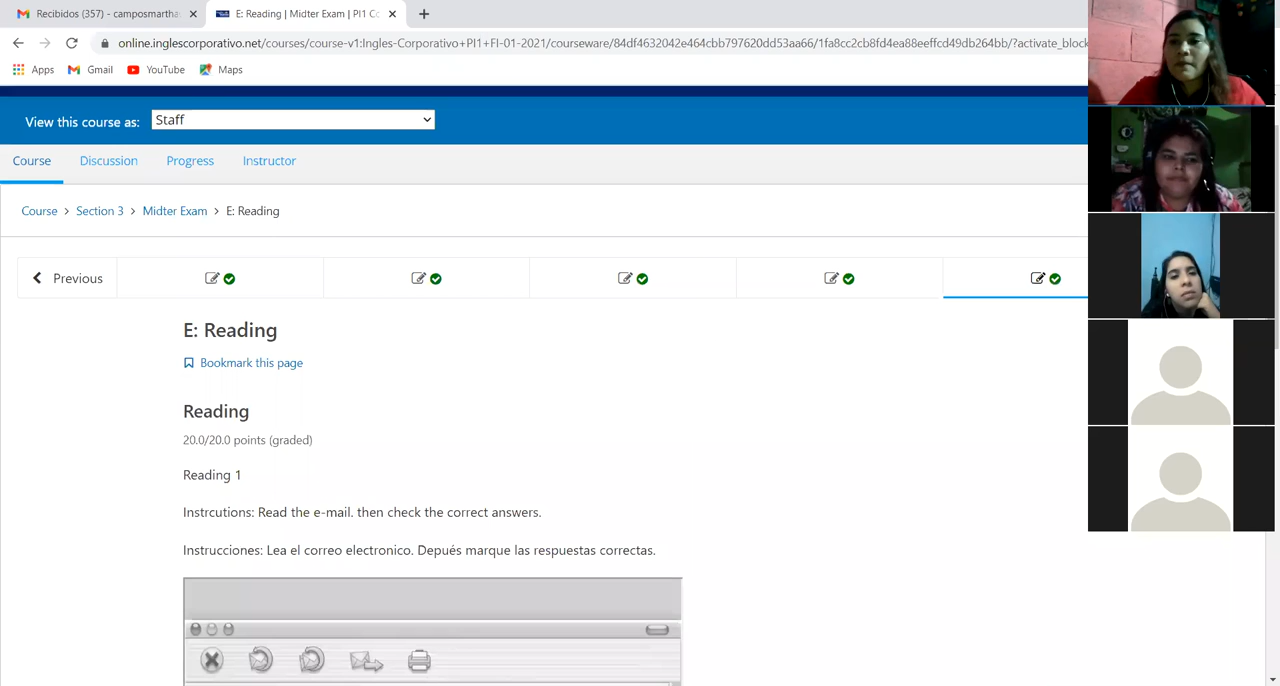 Recibidos (357) - camposmartha
E: Reading | Midter Exam | PI1 Co
online.inglescorporativo.net/courses/course-v1:Ingles-Corporativo+PI1+FI-01-2021/courseware/84df4632042e464cbb797620dd53aa66/1fa8cc2cb8fd4ea88eeffcd49db264bb/?activate_block
Apps Gmail YouTube Maps
View this course as: Staff
Course Discussion Progress Instructor
Course > Section 3 > Midter Exam > E: Reading
Previous
E: Reading
Bookmark this page
Reading
20.0/20.0 points (graded)
Reading 1
Instrcutions: Read the e-mail. then check the correct answers.
Instrucciones: Lea el correo electronico. Depués marque las respuestas correctas.